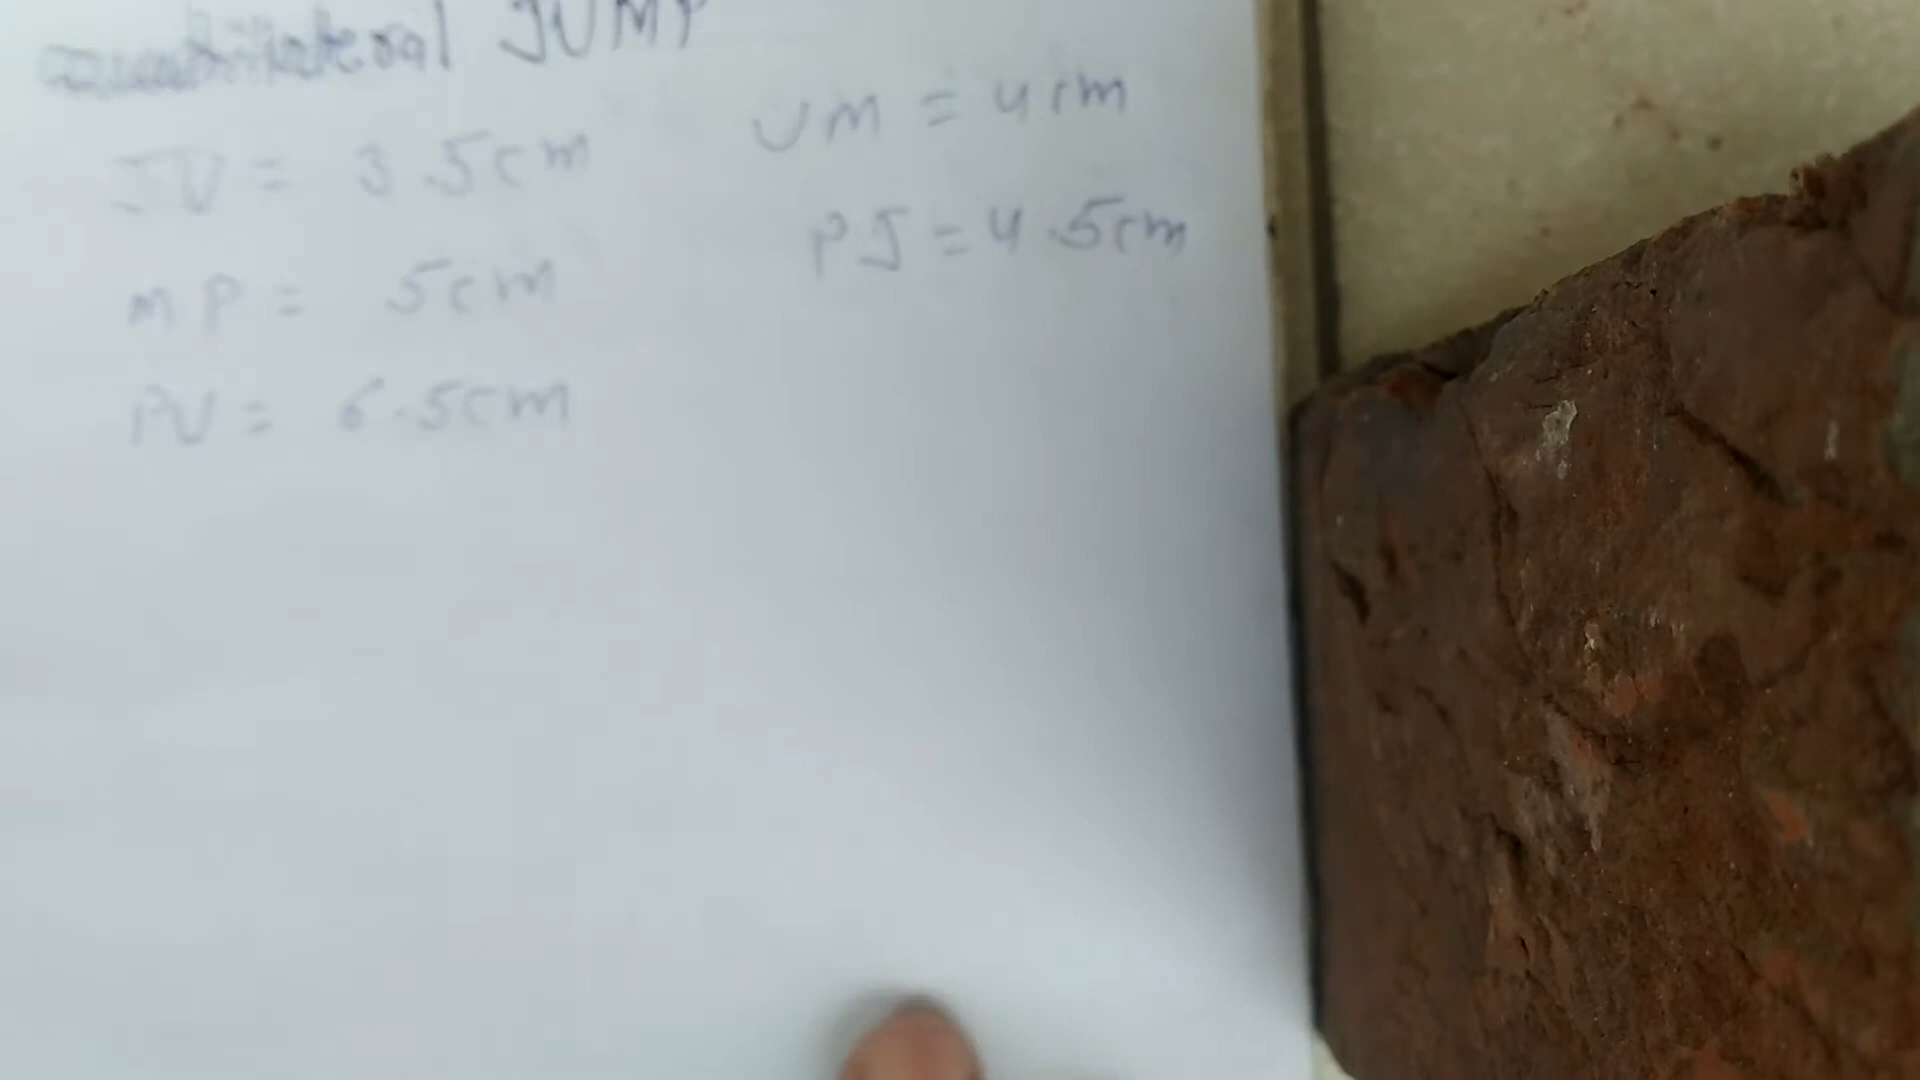 Quadrilateral JUMP
JU = 3.5cm UM = 4cm
MP = 5cm PJ = 4.5cm
PU = 6.5cm